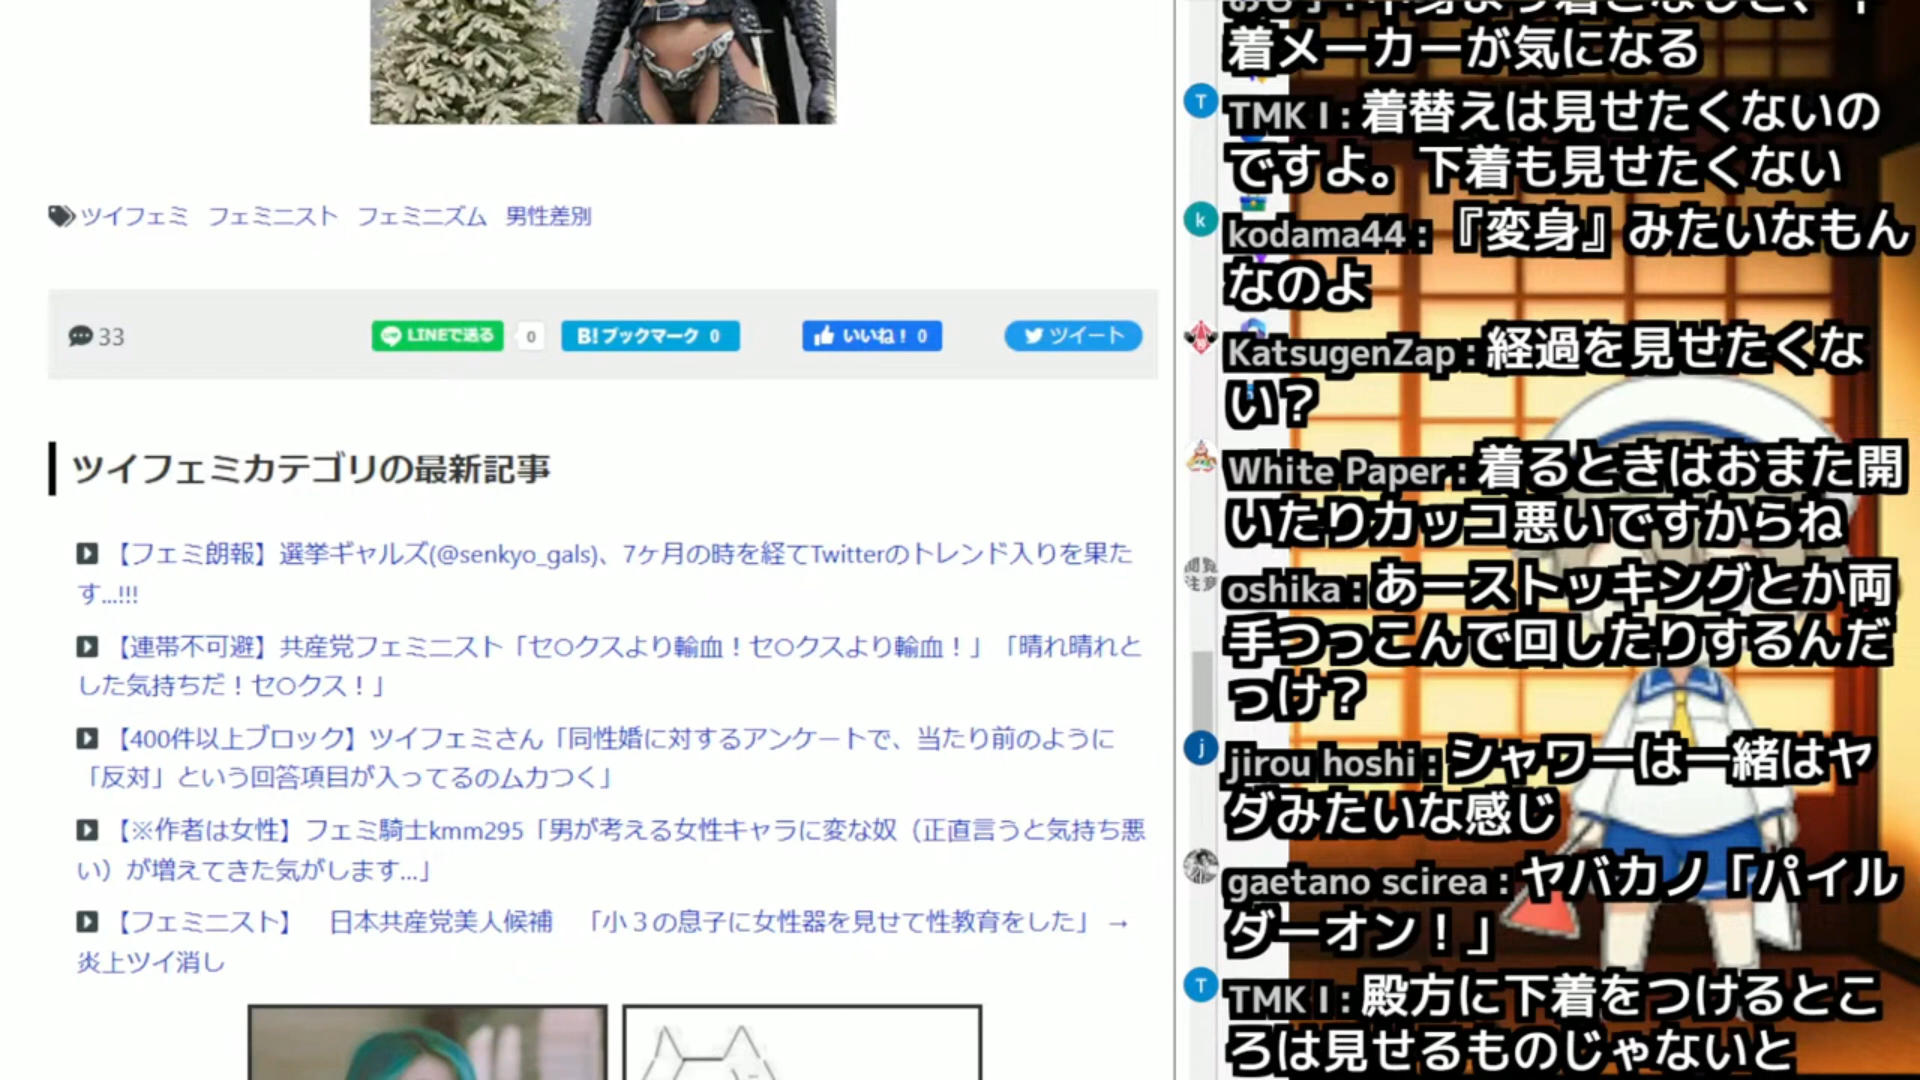 ツイフェミ フェミニスト フェミニズム 男性差別
33
LINEで送る 0 B!ブックマーク 0 いいね！ 0 ツイート
ツイフェミカテゴリの最新記事
【フェミ朗報】選挙ギャルズ(@senkyo_gals)、7ヶ月の時を経てTwitterのトレンド入りを果た
す...!!!
【連帯不可避】共産党フェミニスト「セ○クスより輸血！セ○クスより輸血！」「晴れ晴れと
した気持ちだ！セ○クス！」
【400件以上ブロック】ツイフェミさん「同性婚に対するアンケートで、当たり前のように
「反対」という回答項目が入ってるのムカつく」
【※作者は女性】フェミ騎士kmm295「男が考える女性キャラに変な奴（正直言うと気持ち悪
い）が増えてきた気がします...」
【フェミニスト】 日本共産党美人候補 「小３の息子に女性器を見せて性教育をした」 →
炎上ツイ消し
着メーカーが気になる
T TMK I : 着替えは見せたくないの
ですよ。下着も見せたくない
k kodama44 : 『変身』みたいなもん
なのよ
KatsugenZap : 経過を見せたくな
い？
White Paper : 着るときはおまた開
いたりカッコ悪いですからね
閲覧
注意
oshika : あーストッキングとか両
手つっこんで回したりするんだ
っけ？
j jirou hoshi : シャワーは一緒はヤ
ダみたいな感じ
gaetano scirea : ヤバカノ「パイル
ダーオン！」
T TMK I : 殿方に下着をつけるとこ
ろは見せるものじゃないと